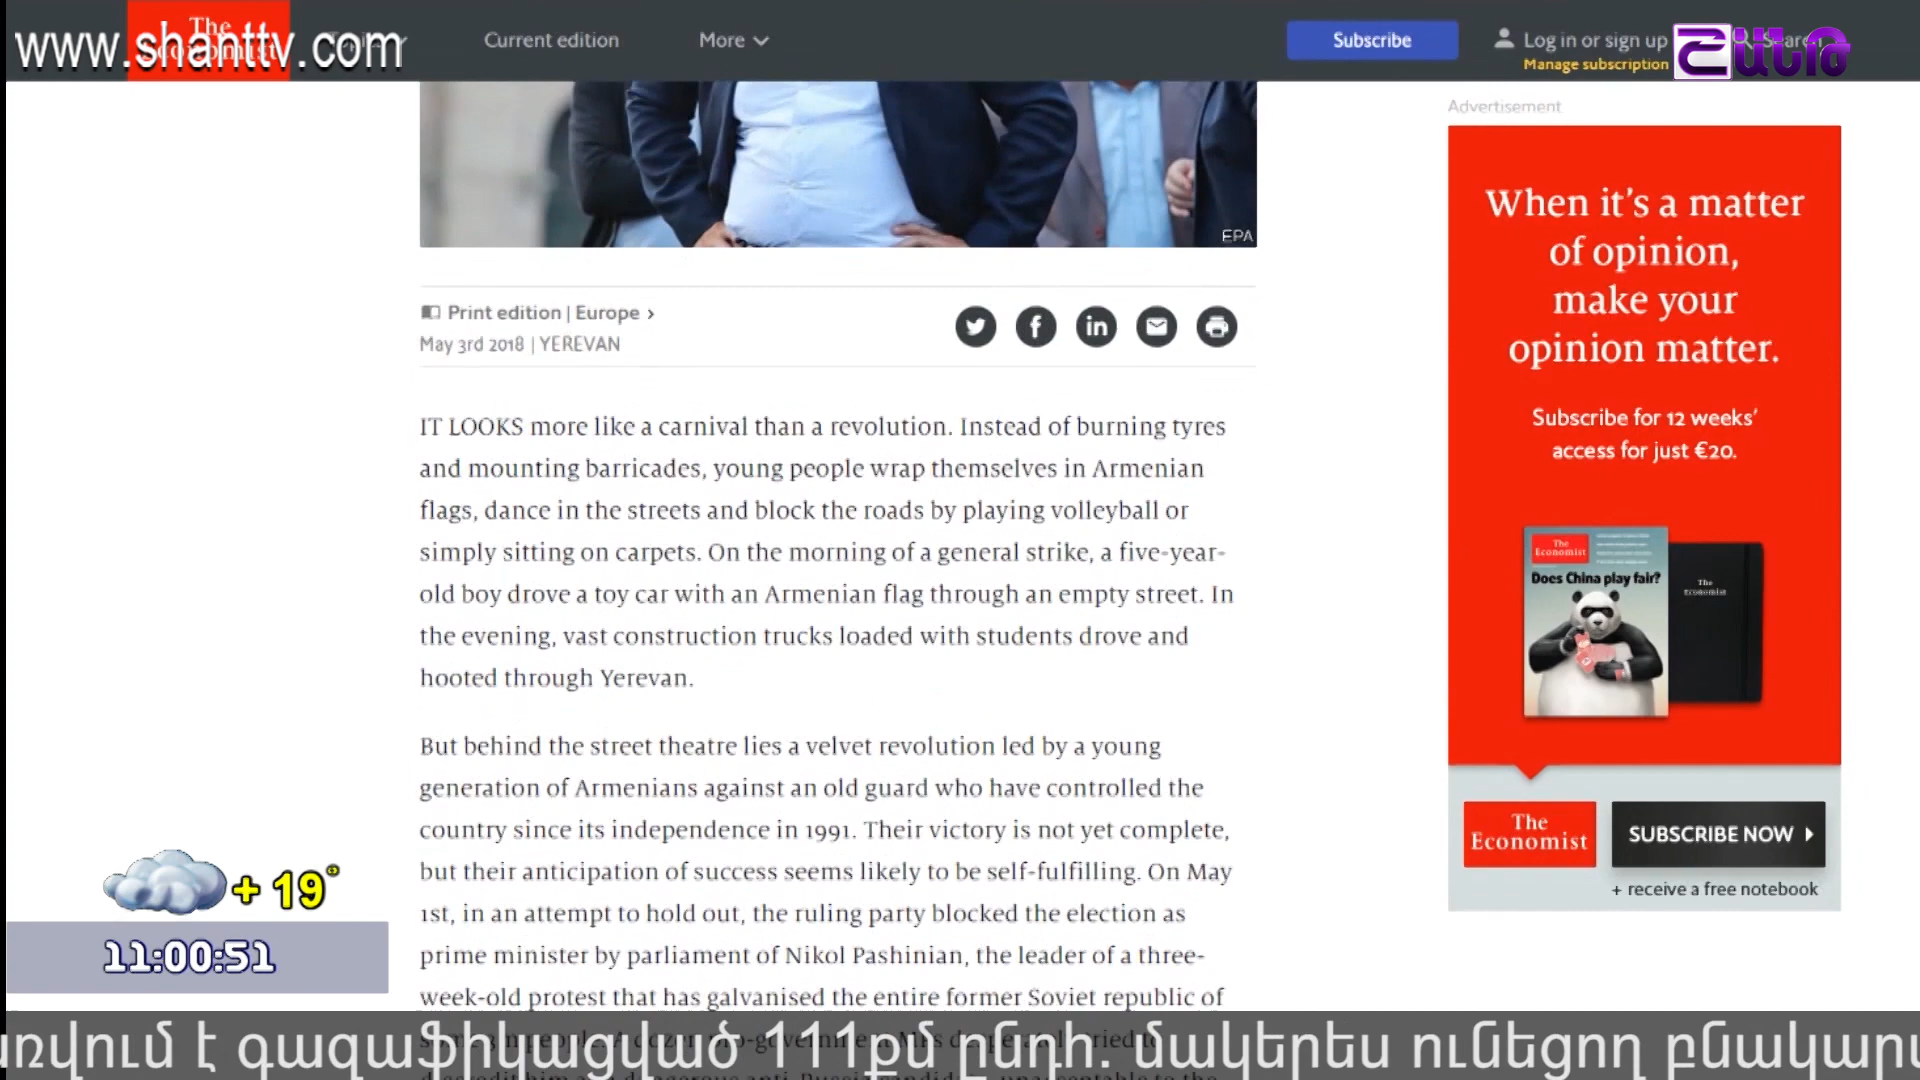 www.shanttv.com
The Economist
Current edition
More
Subscribe
Log in or sign up
Manage subscription
Search
Շանթ
Advertisement
EPA
Print edition | Europe ›
May 3rd 2018 | YEREVAN
IT LOOKS more like a carnival than a revolution. Instead of burning tyres
and mounting barricades, young people wrap themselves in Armenian
flags, dance in the streets and block the roads by playing volleyball or
simply sitting on carpets. On the morning of a general strike, a five-year-
old boy drove a toy car with an Armenian flag through an empty street. In
the evening, vast construction trucks loaded with students drove and
hooted through Yerevan.
But behind the street theatre lies a velvet revolution led by a young
generation of Armenians against an old guard who have controlled the
country since its independence in 1991. Their victory is not yet complete,
but their anticipation of success seems likely to be self-fulfilling. On May
1st, in an attempt to hold out, the ruling party blocked the election as
prime minister by parliament of Nikol Pashinian, the leader of a three-
week-old protest that has galvanised the entire former Soviet republic of
When it's a matter
of opinion,
make your
opinion matter.
Subscribe for 12 weeks'
access for just €20.
The
Economist
Does China play fair?
The
Economist
The
Economist
SUBSCRIBE NOW
+ receive a free notebook
+ 19°
11:00:51
է գազաֆիկացված 111քմ ընդհ. մակերես ունեցող